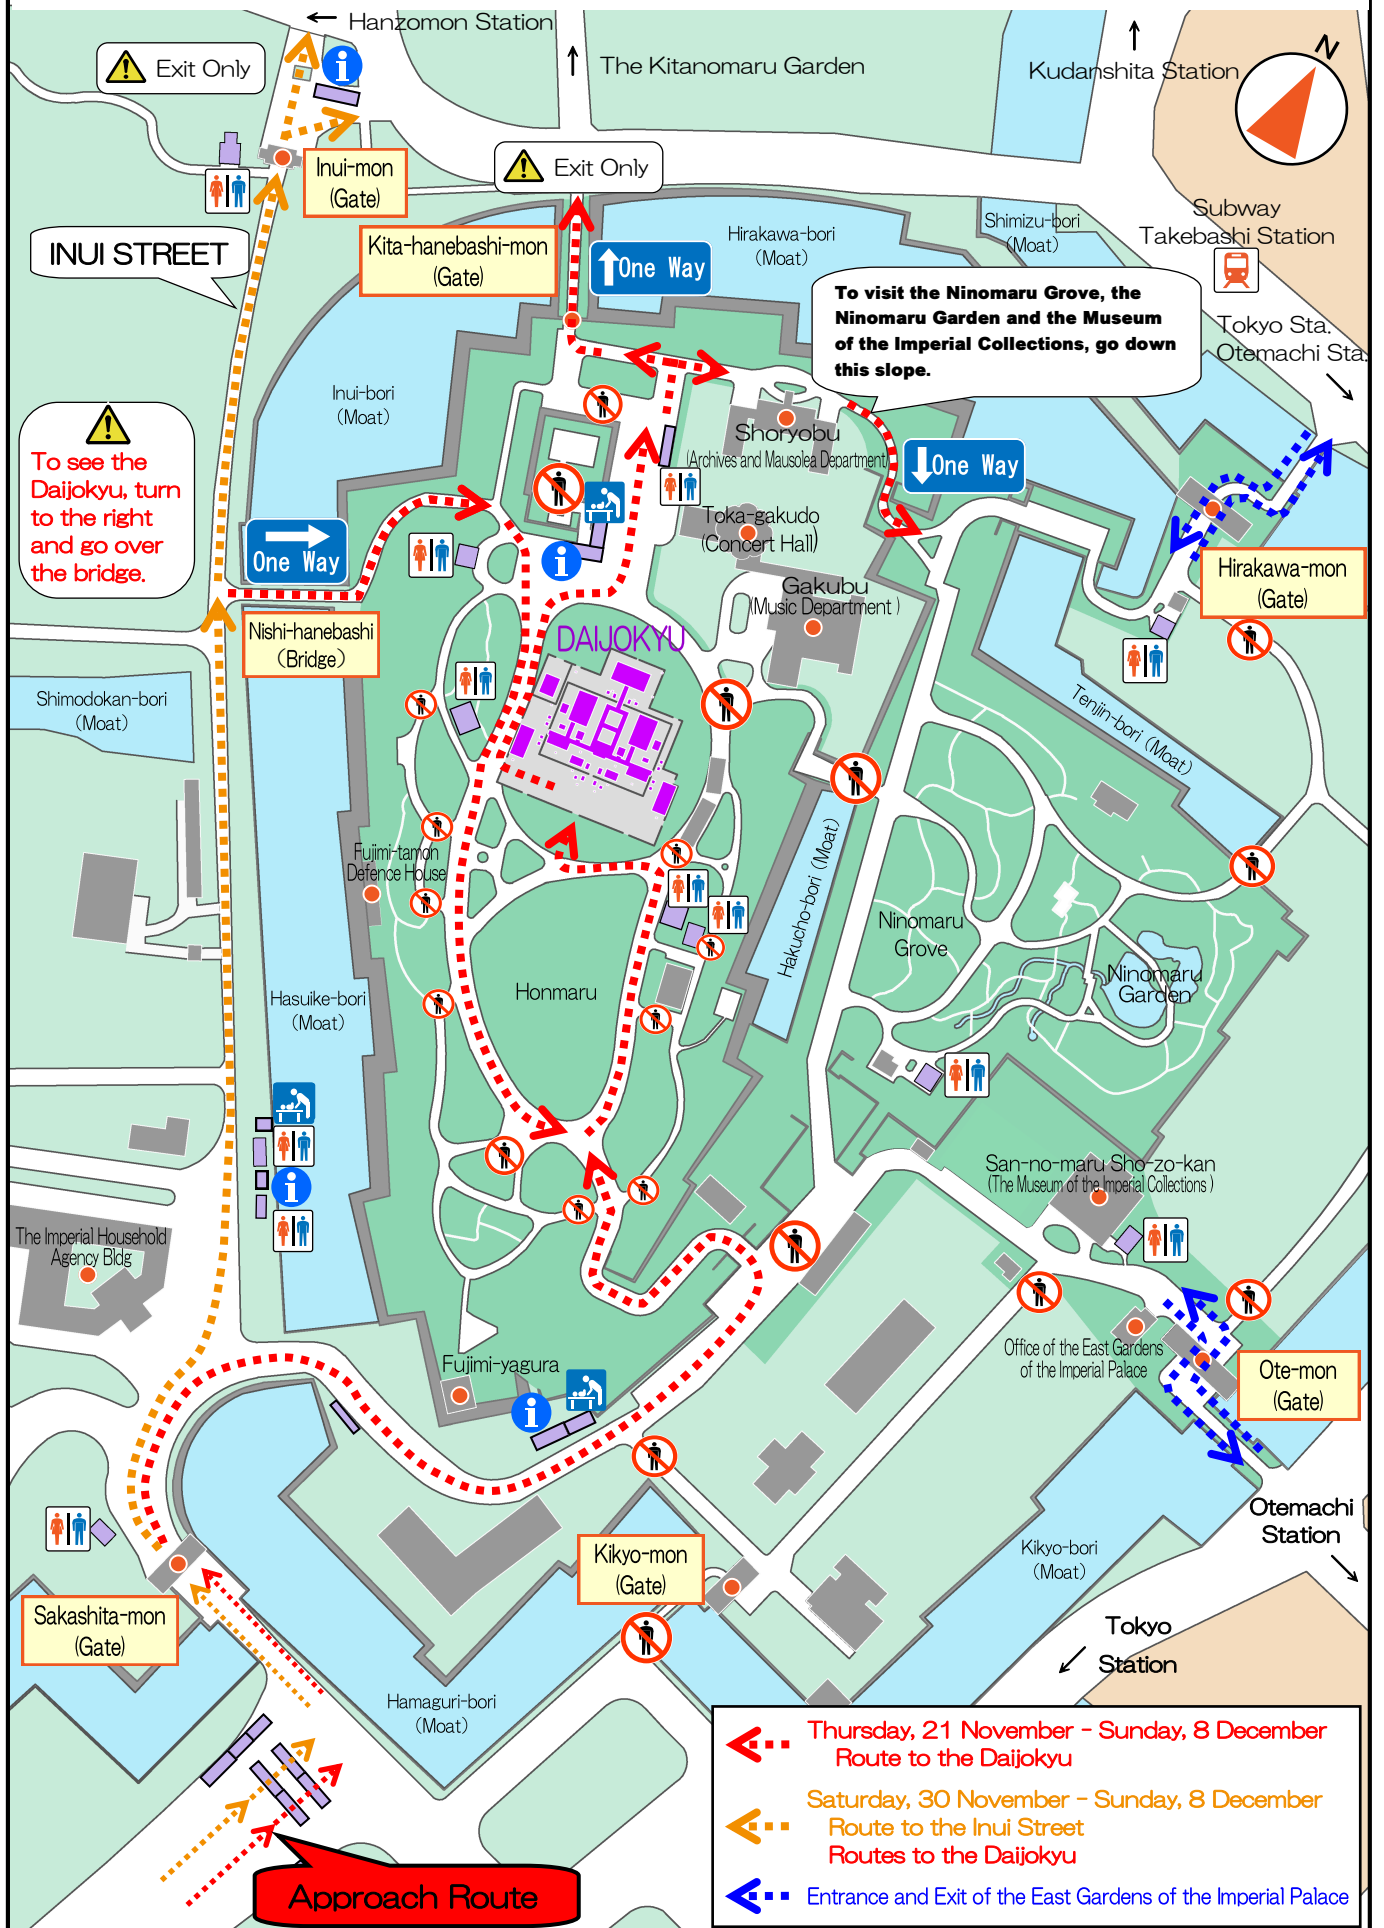 Hanzomon Station
Exit Only
The Kitanomaru Garden
Kudanshita Station
N
Inui-mon
(Gate)
Exit Only
INUI STREET
Kita-hanebashi-mon
(Gate)
One Way
Hirakawa-bori
(Moat)
Shimizu-bori
(Moat)
Subway
Takebashi Station
To visit the Ninomaru Grove, the
Ninomaru Garden and the Museum
of the Imperial Collections, go down
this slope.
Tokyo Sta.
Otemachi Sta.
Inui-bori
(Moat)
To see the
Daijokyu, turn
to the right
and go over
the bridge.
Shoryobu
(Archives and Mausolea Department)
One Way
Toka-gakudo
(Concert Hall)
One Way
Gakubu
(Music Department )
Hirakawa-mon
(Gate)
Nishi-hanebashi
(Bridge)
DAIJOKYU
Shimodokan-bori
(Moat)
Tenjin-bori (Moat)
Fujimi-tamon
Defence House
Hakucho-bori (Moat)
Ninomaru
Grove
Ninomaru
Garden
Hasuike-bori
(Moat)
Honmaru
San-no-maru Sho-zo-kan
(The Museum of the Imperial Collections )
The Imperial Household
Agency Bldg
Fujimi-yagura
Office of the East Gardens
of the Imperial Palace
Ote-mon
(Gate)
Otemachi
Station
Kikyo-mon
(Gate)
Kikyo-bori
(Moat)
Sakashita-mon
(Gate)
Tokyo
Station
Hamaguri-bori
(Moat)
Approach Route
Thursday, 21 November - Sunday, 8 December
Route to the Daijokyu
Saturday, 30 November - Sunday, 8 December
Route to the Inui Street
Routes to the Daijokyu
Entrance and Exit of the East Gardens of the Imperial Palace